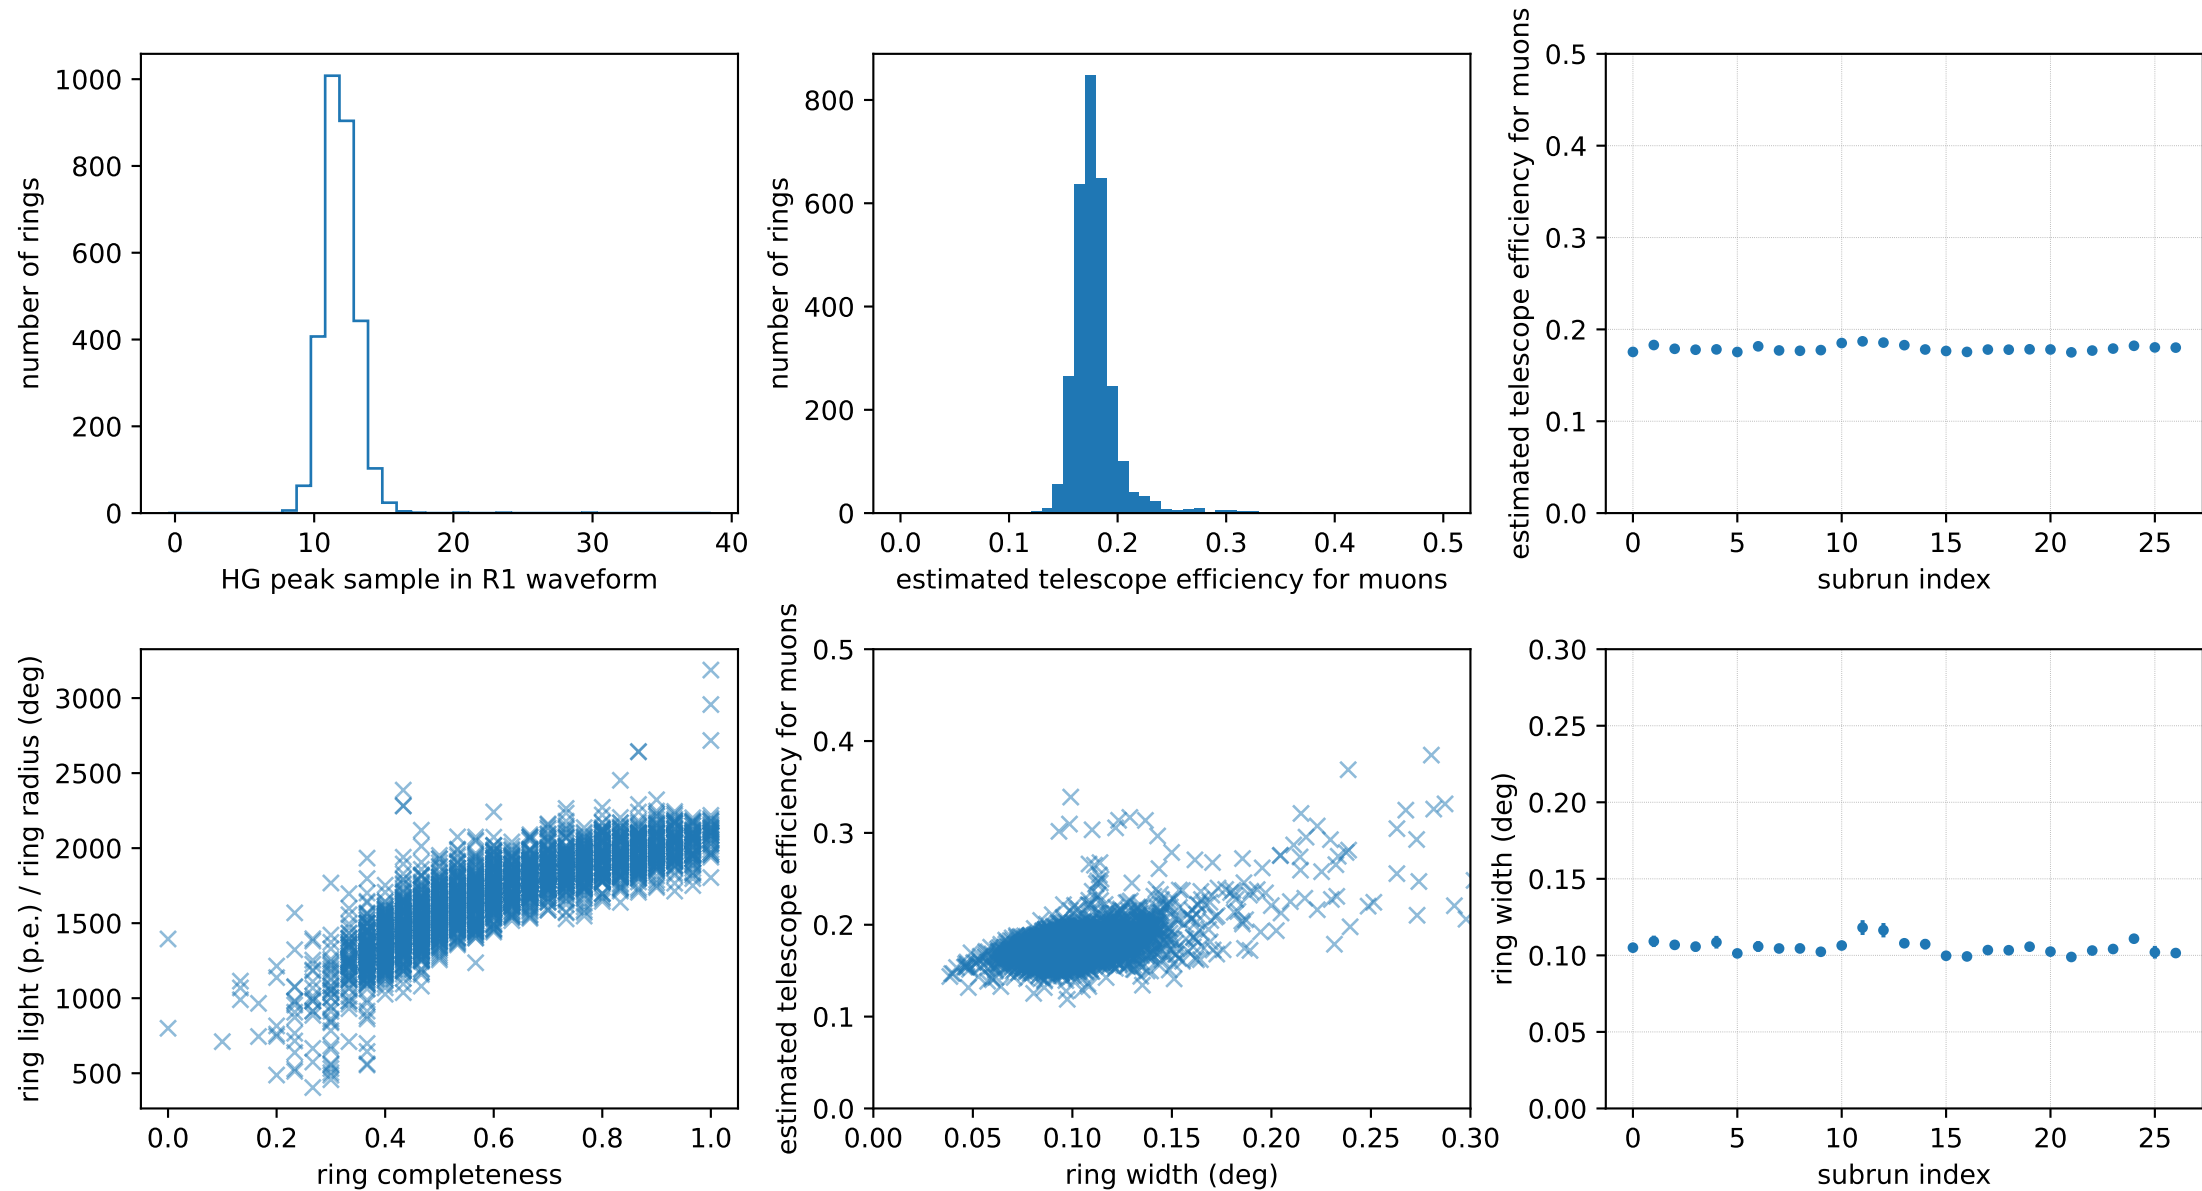 number of rings
1000
800
600
400
200
0
0 10 20 30 40
HG peak sample in R1 waveform
number of rings
800
600
400
200
0
0.0 0.1 0.2 0.3 0.4 0.5
estimated telescope efficiency for muons
estimated telescope efficiency for muons
0.5
0.4
0.3
0.2
0.1
0.0
0 5 10 15 20 25
subrun index
ring light (p.e.) / ring radius (deg)
3000
2500
2000
1500
1000
500
0.0 0.2 0.4 0.6 0.8 1.0
ring completeness
estimated telescope efficiency for muons
0.5
0.4
0.3
0.2
0.1
0.0
0.00 0.05 0.10 0.15 0.20 0.25 0.30
ring width (deg)
ring width (deg)
0.30
0.25
0.20
0.15
0.10
0.05
0.00
0 5 10 15 20 25
subrun index